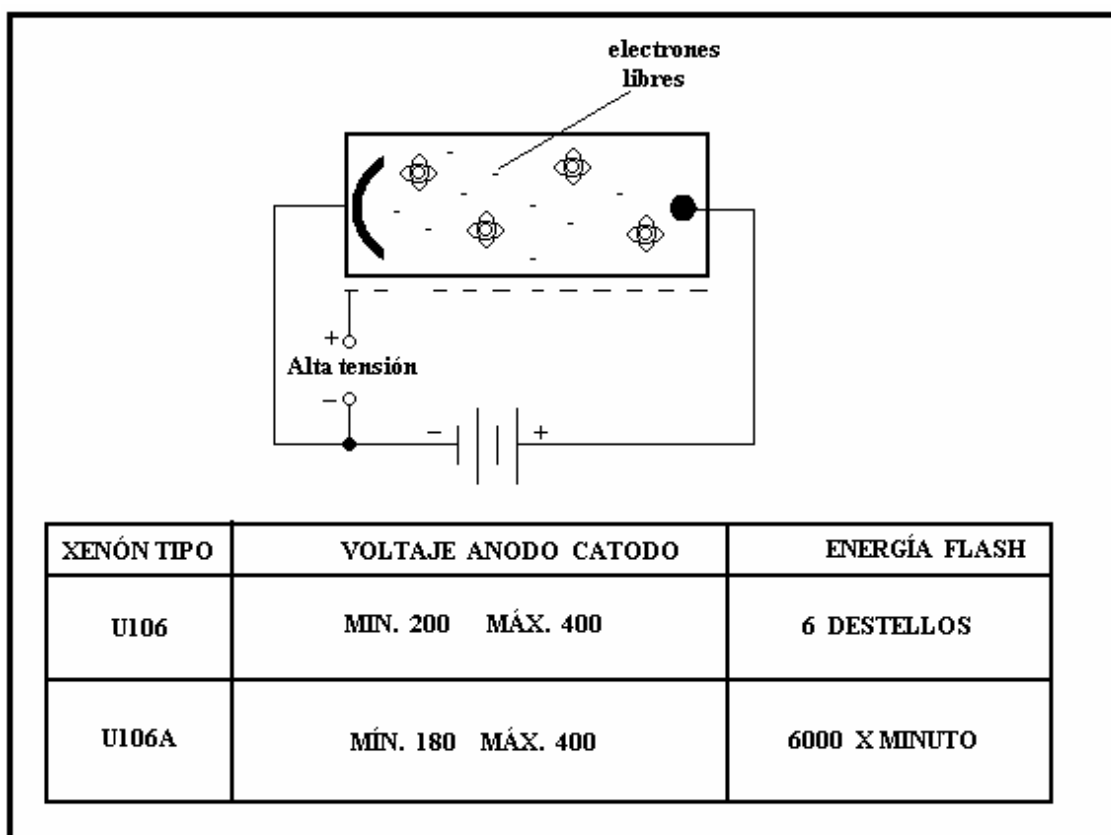 electrones
libres
+
Alta tensión
–
– +
XENÓN TIPO VOLTAJE ANODO CATODO ENERGÍA FLASH
U106 MIN. 200 MÁX. 400 6 DESTELLOS
U106A MÍN. 180 MÁX. 400 6000 X MINUTO